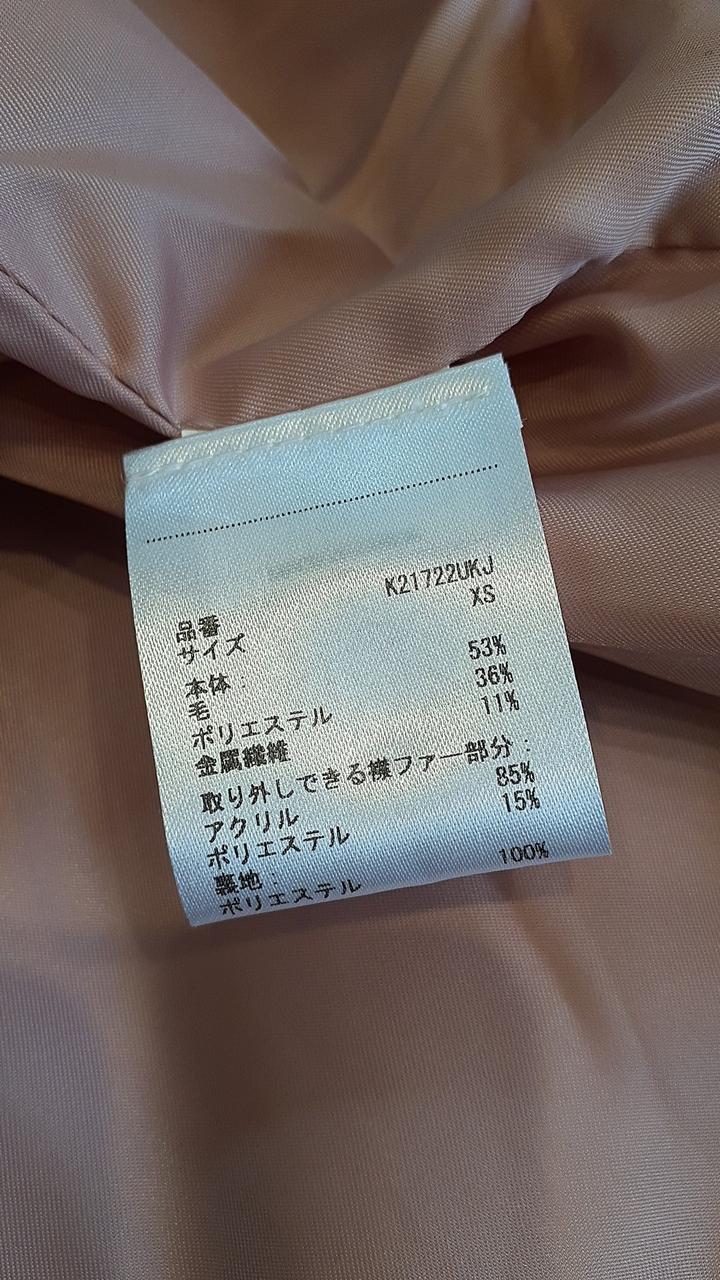 品番 K21722UKJ
サイズ XS
本体：
毛 53%
ポリエステル 36%
金属繊維 11%
取り外しできる襟ファー部分：
アクリル 85%
ポリエステル 15%
裏地：
ポリエステル 100%